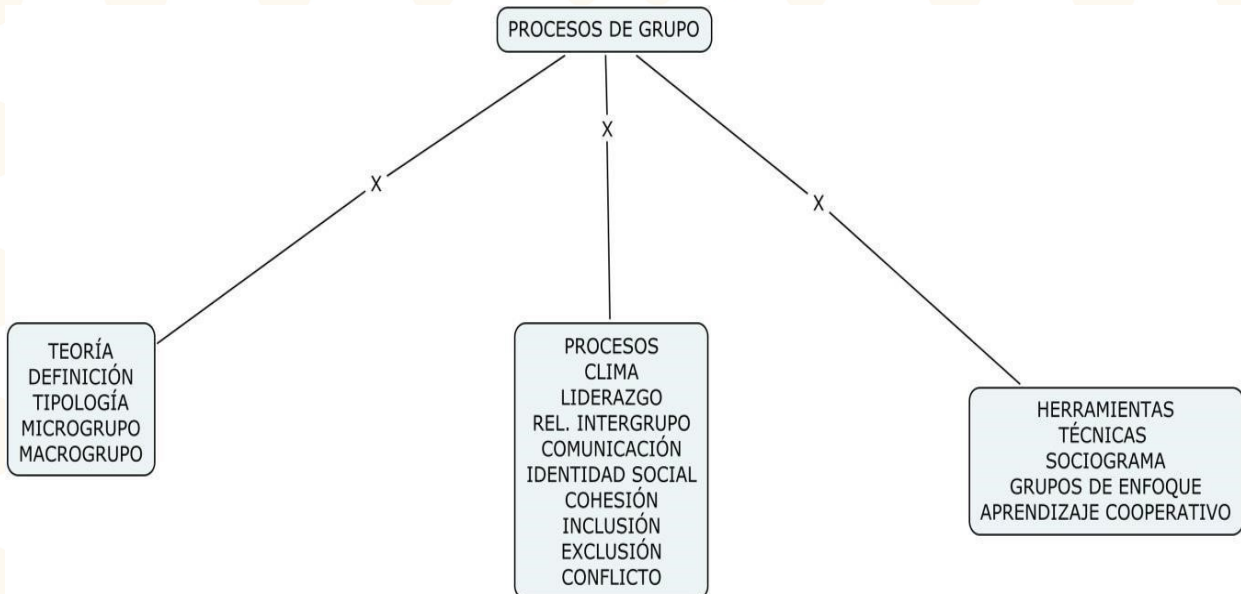 PROCESOS DE GRUPO
X
X
X
TEORÍA
DEFINICIÓN
TIPOLOGÍA
MICROGRUPO
MACROGRUPO
PROCESOS
CLIMA
LIDERAZGO
REL. INTERGRUPO
COMUNICACIÓN
IDENTIDAD SOCIAL
COHESIÓN
INCLUSIÓN
EXCLUSIÓN
CONFLICTO
HERRAMIENTAS
TÉCNICAS
SOCIOGRAMA
GRUPOS DE ENFOQUE
APRENDIZAJE COOPERATIVO